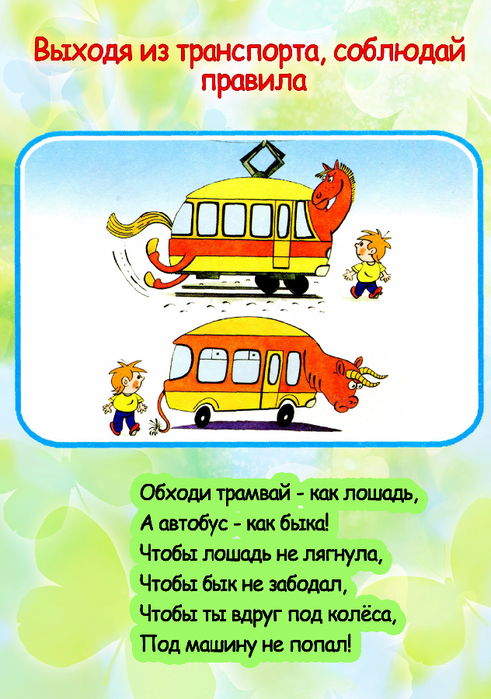 Выходя из транспорта, соблюдай
правила
Обходи трамвай - как лошадь,
А автобус - как быка!
Чтобы лошадь не лягнула,
Чтобы бык не забодал,
Чтобы ты вдруг под колёса,
Под машину не попал!